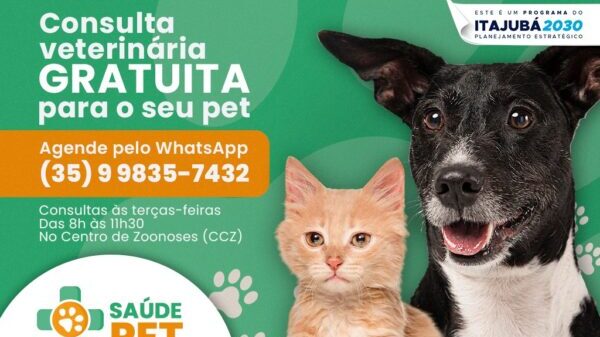 Consulta
veterinária
GRATUITA
para o seu pet
Agende pelo WhatsApp
(35) 9 9835-7432
Consultas às terças-feiras
Das 8h às 11h30
No Centro de Zoonoses (CCZ)
SAÚDE
PET
ESTE É UM PROGRAMA DO
ITAJUBÁ2030
PLANEJAMENTO ESTRATÉGICO